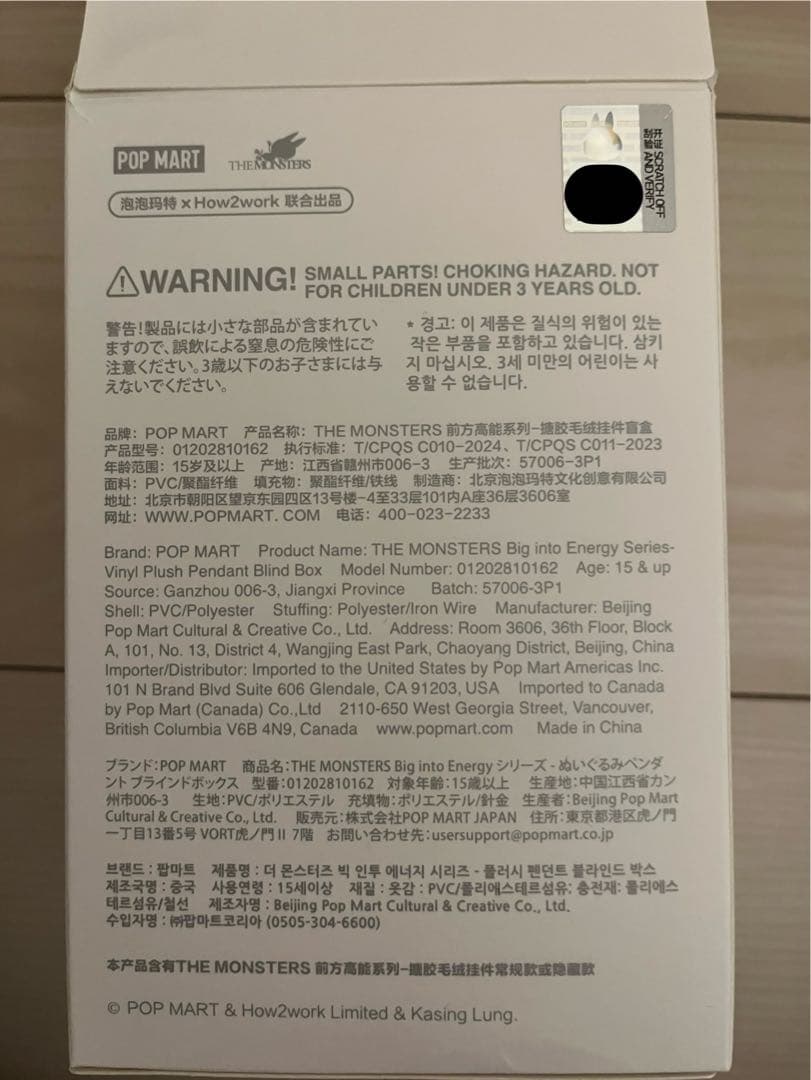 POP MART
THE MONSTERS
泡泡玛特×How2work 联合出品
刮开验证
SCRATCH OFF AND VERIFY
WARNING! SMALL PARTS! CHOKING HAZARD. NOT
FOR CHILDREN UNDER 3 YEARS OLD.
警告!製品には小さな部品が含まれてい
ますので、誤飲による窒息の危険性にご
注意ください。3歳以下のお子さまには与
えないでください。
* 경고: 이 제품은 질식의 위험이 있는
작은 부품을 포함하고 있습니다. 삼키
지 마십시오. 3세 미만의 어린이는 사
용할 수 없습니다.
品牌: POP MART 产品名称: THE MONSTERS 前方高能系列-搪胶毛绒挂件盲盒
产品型号: 01202810162 执行标准: T/CPQS C010-2024、T/CPQS C011-2023
年龄范围: 15岁及以上 产地: 江西省赣州市006-3 生产批次: 57006-3P1
面料: PVC/聚酯纤维 填充物: 聚酯纤维/铁线 制造商: 北京泡泡玛特文化创意有限公司
地址: 北京市朝阳区望京东园四区13号楼-4至33层101内A座36层3606室
网址: WWW.POPMART. COM 电话: 400-023-2233
Brand: POP MART Product Name: THE MONSTERS Big into Energy Series-
Vinyl Plush Pendant Blind Box Model Number: 01202810162 Age: 15 & up
Source: Ganzhou 006-3, Jiangxi Province Batch: 57006-3P1
Shell: PVC/Polyester Stuffing: Polyester/Iron Wire Manufacturer: Beijing
Pop Mart Cultural & Creative Co., Ltd. Address: Room 3606, 36th Floor, Block
A, 101, No. 13, District 4, Wangjing East Park, Chaoyang District, Beijing, China
Importer/Distributor: Imported to the United States by Pop Mart Americas Inc.
101 N Brand Blvd Suite 606 Glendale, CA 91203, USA Imported to Canada
by Pop Mart (Canada) Co.,Ltd 2110-650 West Georgia Street, Vancouver,
British Columbia V6B 4N9, Canada www.popmart.com Made in China
ブランド:POP MART 商品名:THE MONSTERS Big into Energy シリーズ - ぬいぐるみペンダ
ント ブラインドボックス 型番:01202810162 対象年齢:15歳以上 生産地:中国江西省カン
州市006-3 生地:PVC/ポリエステル 充填物:ポリエステル/針金 生産者:Beijing Pop Mart
Cultural & Creative Co., Ltd. 販売元:株式会社POP MART JAPAN 住所:東京都港区虎ノ門
一丁目13番5号 VORT虎ノ門Ⅱ 7階 お問い合わせ先:usersupport@popmart.co.jp
브랜드 : 팝마트 제품명 : 더 몬스터즈 빅 인투 에너지 시리즈 - 플러시 펜던트 블라인드 박스
제조국명 : 중국 사용연령 : 15세이상 재질 : 옷감 : PVC/폴리에스테르섬유; 충전재: 폴리에스
테르섬유/철선 제조자명 : Beijing Pop Mart Cultural & Creative Co., Ltd.
수입자명 : ㈜팝마트코리아 (0505-304-6600)
本产品含有THE MONSTERS 前方高能系列-搪胶毛绒挂件常规款或隐藏款
© POP MART & How2work Limited & Kasing Lung.